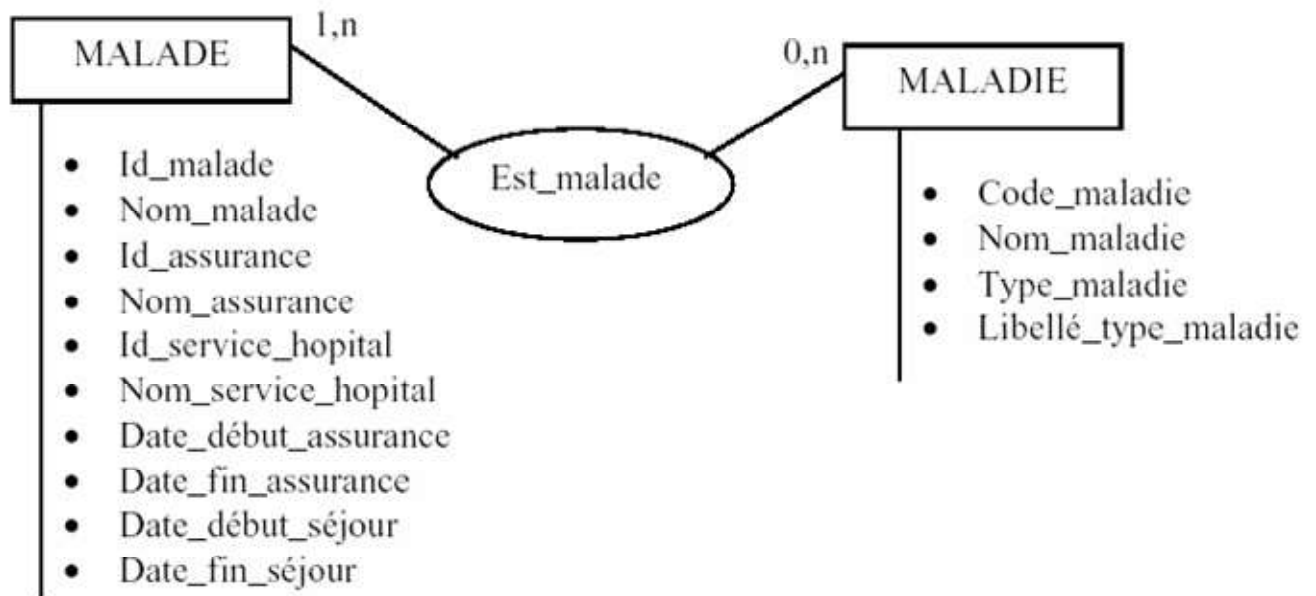 1,n
MALADE
0,n
MALADIE
Est_malade
• Id_malade
• Nom_malade
• Id_assurance
• Nom_assurance
• Id_service_hopital
• Nom_service_hopital
• Date_début_assurance
• Date_fin_assurance
• Date_début_séjour
• Date_fin_séjour
• Code_maladie
• Nom_maladie
• Type_maladie
• Libellé_type_maladie